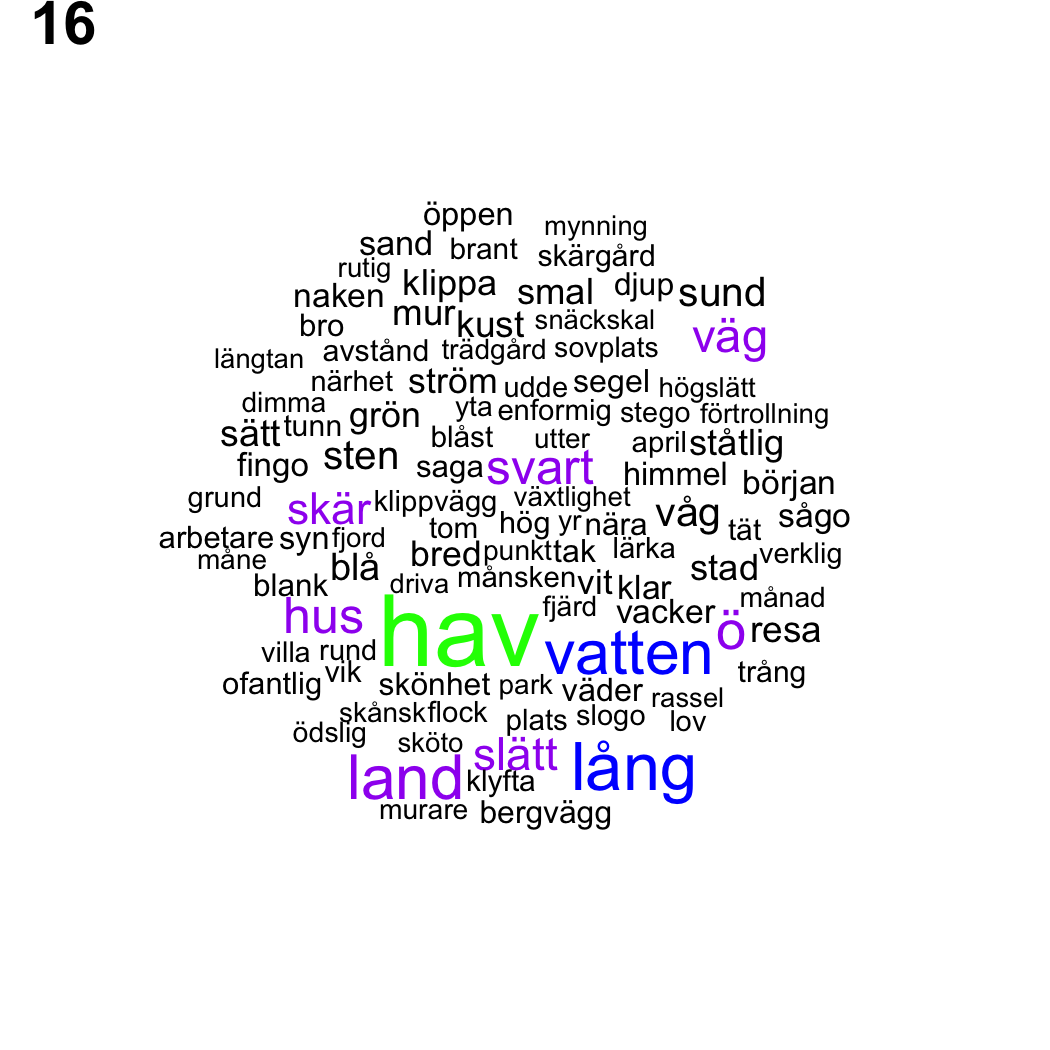 16
öppen mynning
sand brant skärgård
rutig klippa smal djup sund
naken mur kust snäckskal väg
bro avstånd trädgård sovplats
längtan närhet ström udde segel högslätt
dimma grön yta enformig stego förtrollning
sätt tunn blåst utter april ståtlig
fingo sten saga svart himmel början
grund skär klippvägg växtlighet våg sågo
arbetare syn fjord tom hög yr nära tät
måne blå bred punkt tak lärka stad verklig
blank driva månsken vit klar månad
hus hav fjärd vacker ö resa
villa rund vatten trång
ofantlig vik skönhet park väder rassel
ödslig skånsk flock plats slogo lov
sköto slätt lång
land klyfta
murare bergvägg